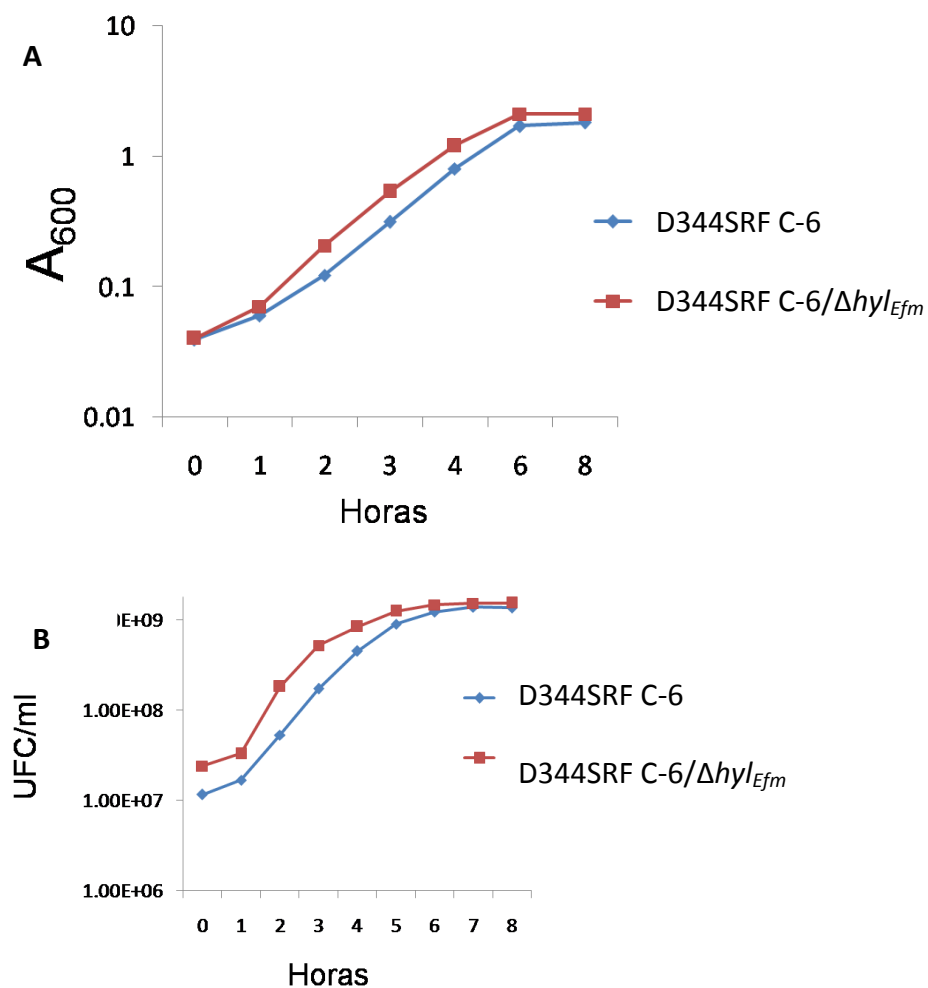 A
10
1
0.1
0.01
A600
0 1 2 3 4 6 8
Horas
D344SRF C-6
D344SRF C-6/ΔhylEfm
B
0E+09
1.00E+08
1.00E+07
1.00E+06
UFC/ml
0 1 2 3 4 5 6 7 8
Horas
D344SRF C-6
D344SRF C-6/ΔhylEfm